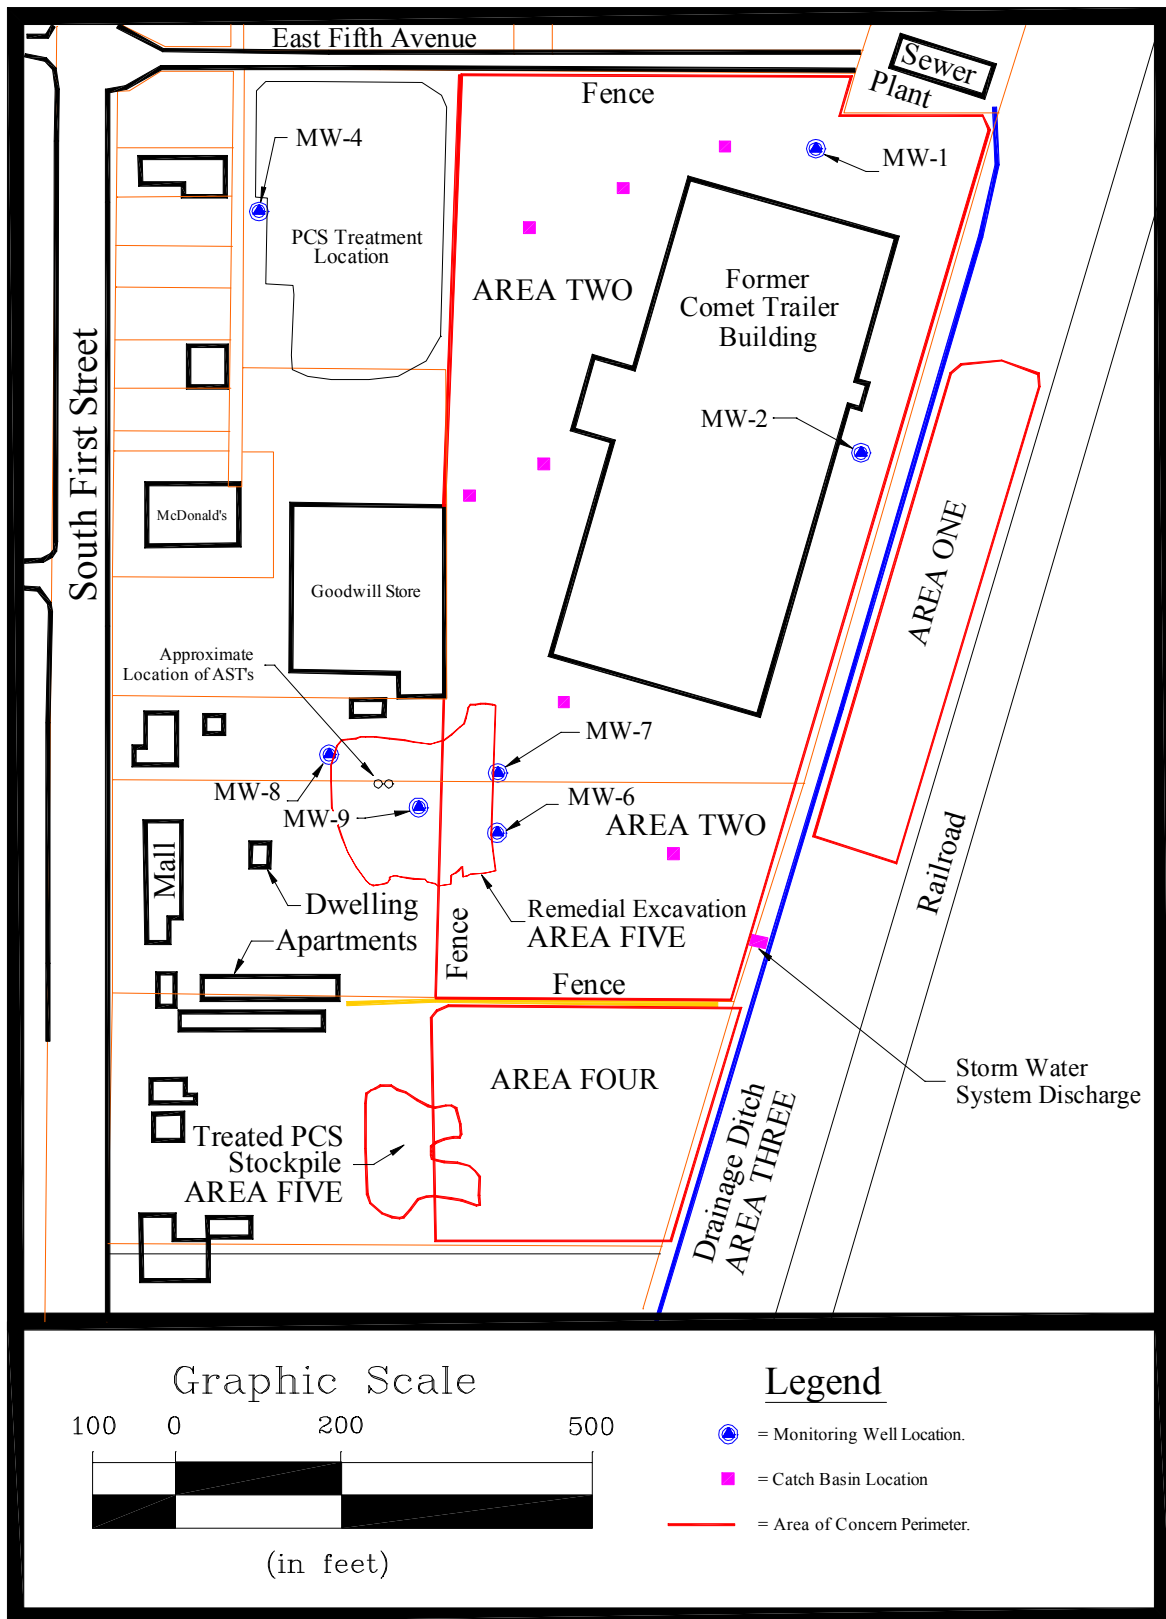 East Fifth Avenue
Sewer
Plant
Fence
MW-4
MW-1
PCS Treatment
Location
AREA TWO
Former
Comet Trailer
Building
South First Street
MW-2
McDonald's
AREA ONE
Goodwill Store
Approximate
Location of AST's
MW-7
MW-8
MW-9
MW-6
AREA TWO
Mall
Railroad
Dwelling
Remedial Excavation
AREA FIVE
Apartments
Fence
Fence
AREA FOUR
Storm Water
System Discharge
Drainage Ditch
AREA THREE
Treated PCS
Stockpile
AREA FIVE
Graphic Scale
100 0 200 500
(in feet)
Legend
= Monitoring Well Location.
= Catch Basin Location
= Area of Concern Perimeter.